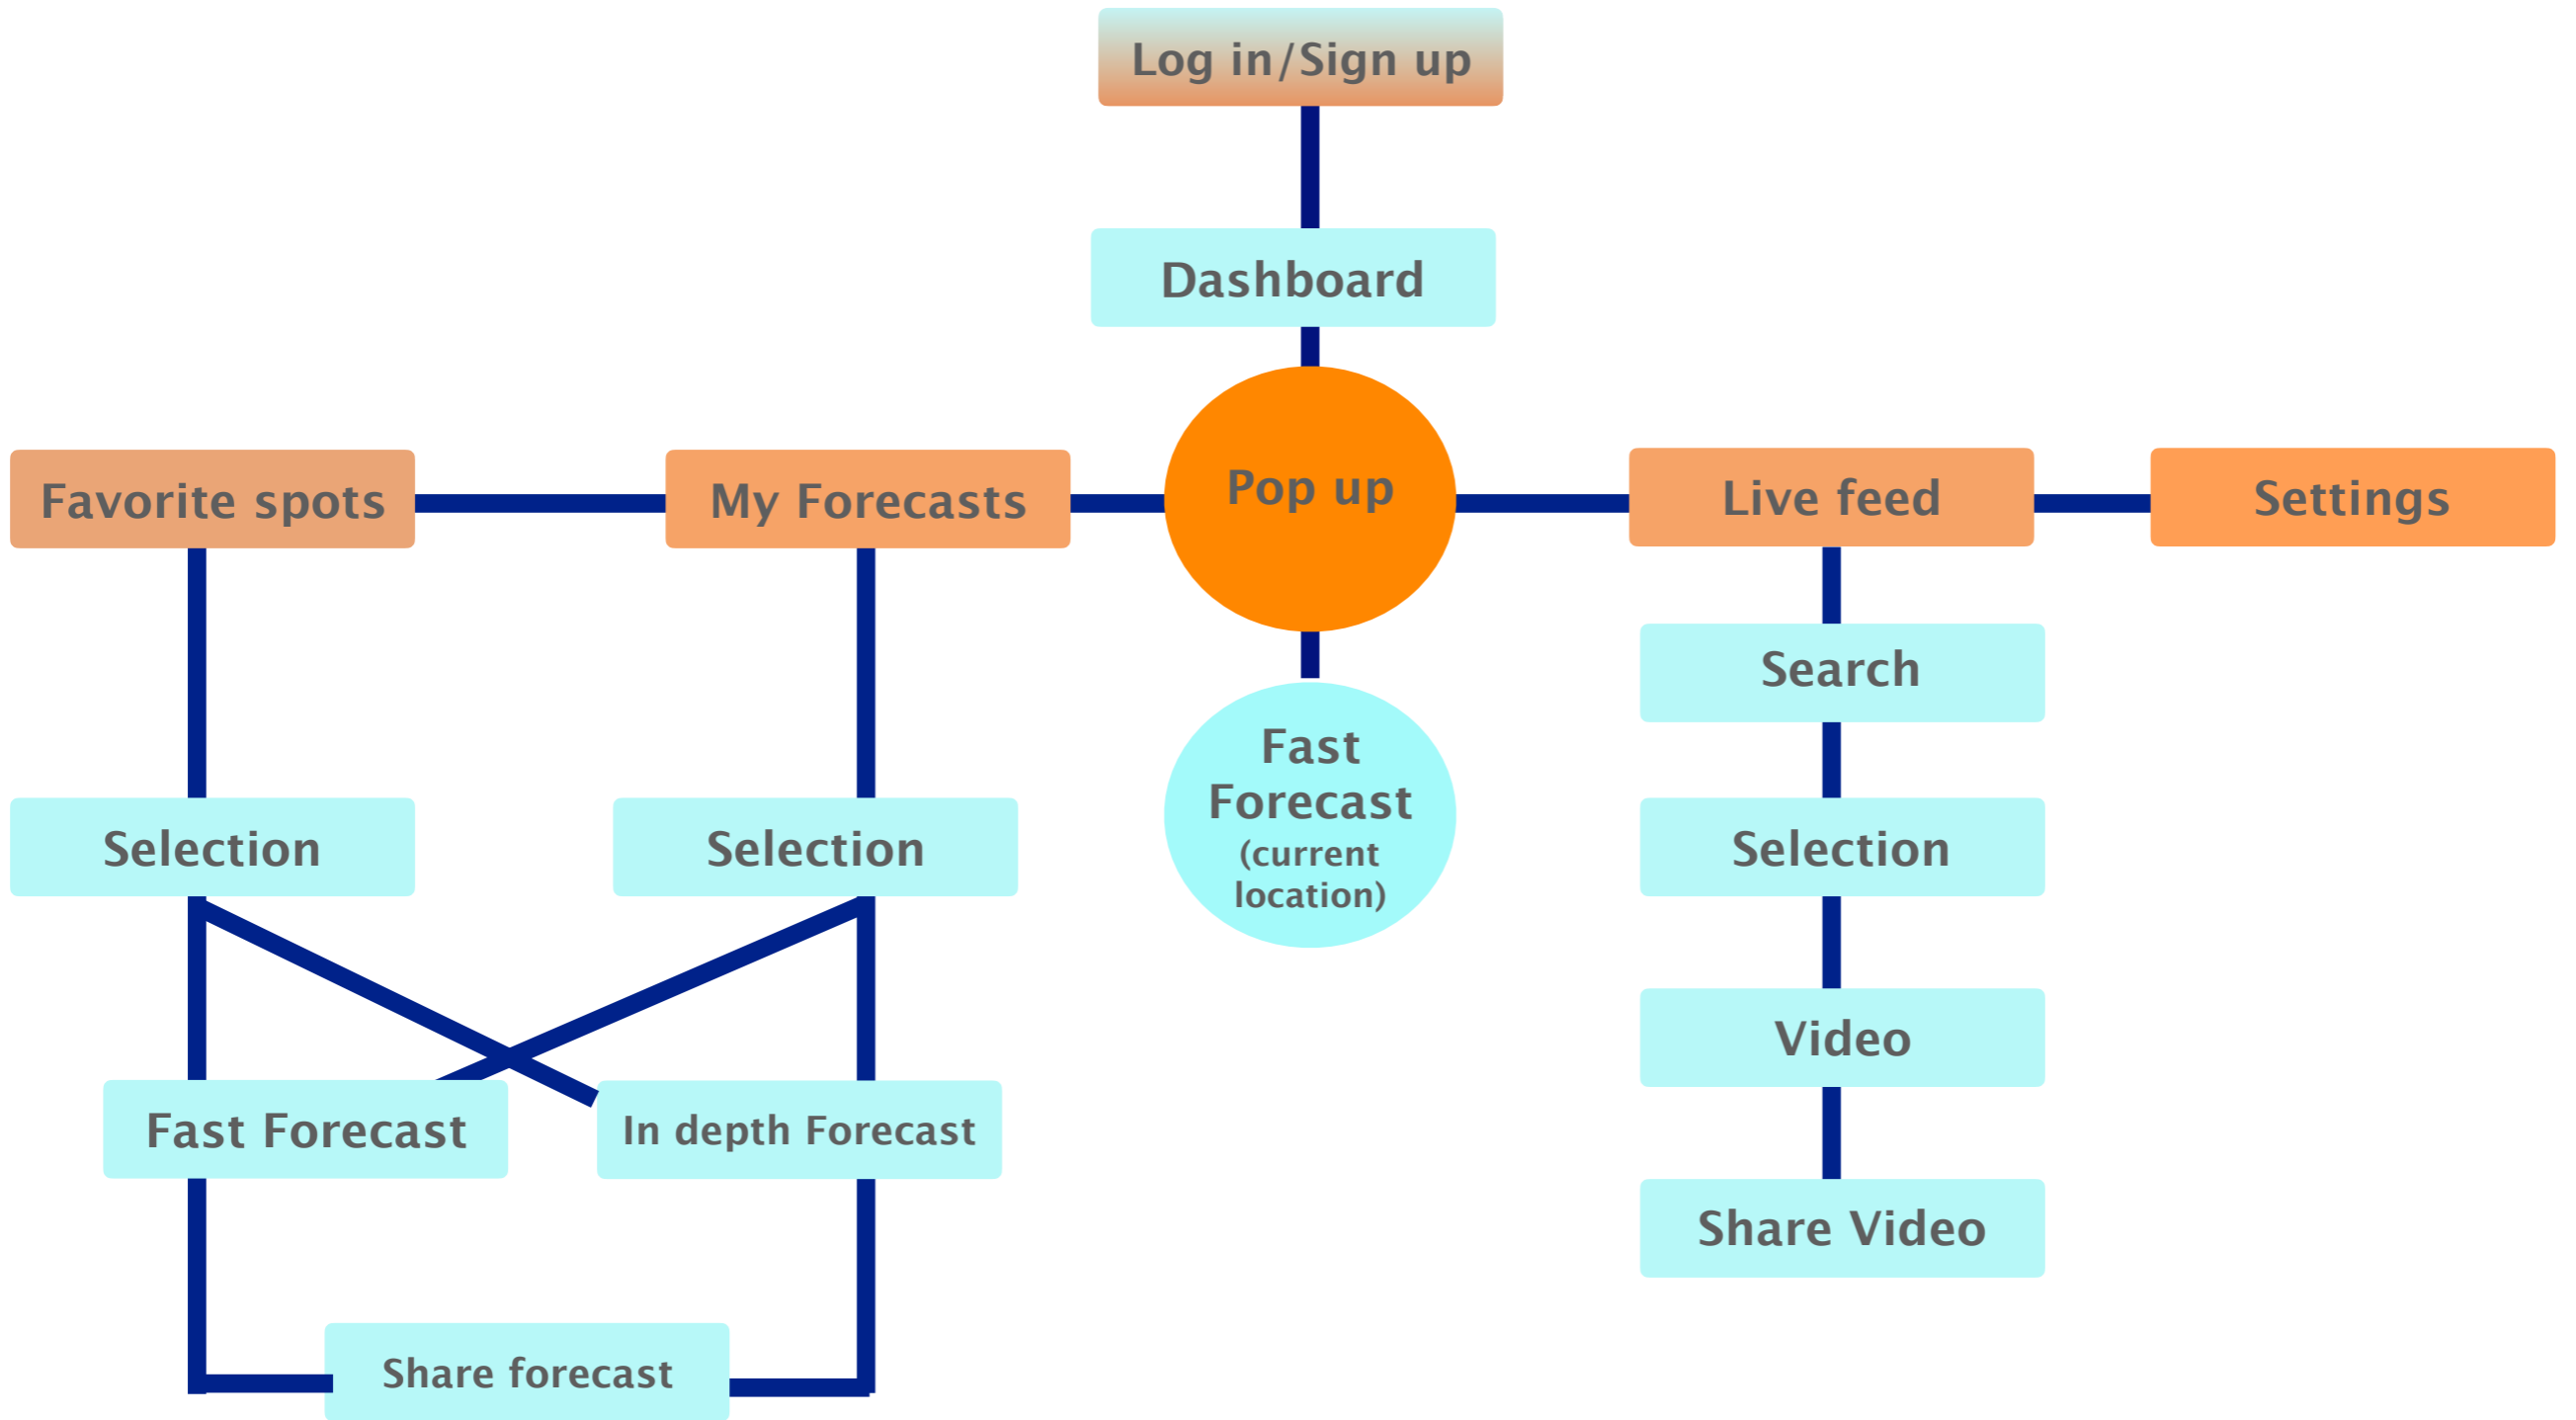 Log in/Sign up
Dashboard
Favorite spots
My Forecasts
Pop up
Live feed
Settings
Search
Fast
Forecast
(current
location)
Selection
Selection
Selection
Video
Fast Forecast
In depth Forecast
Share Video
Share forecast